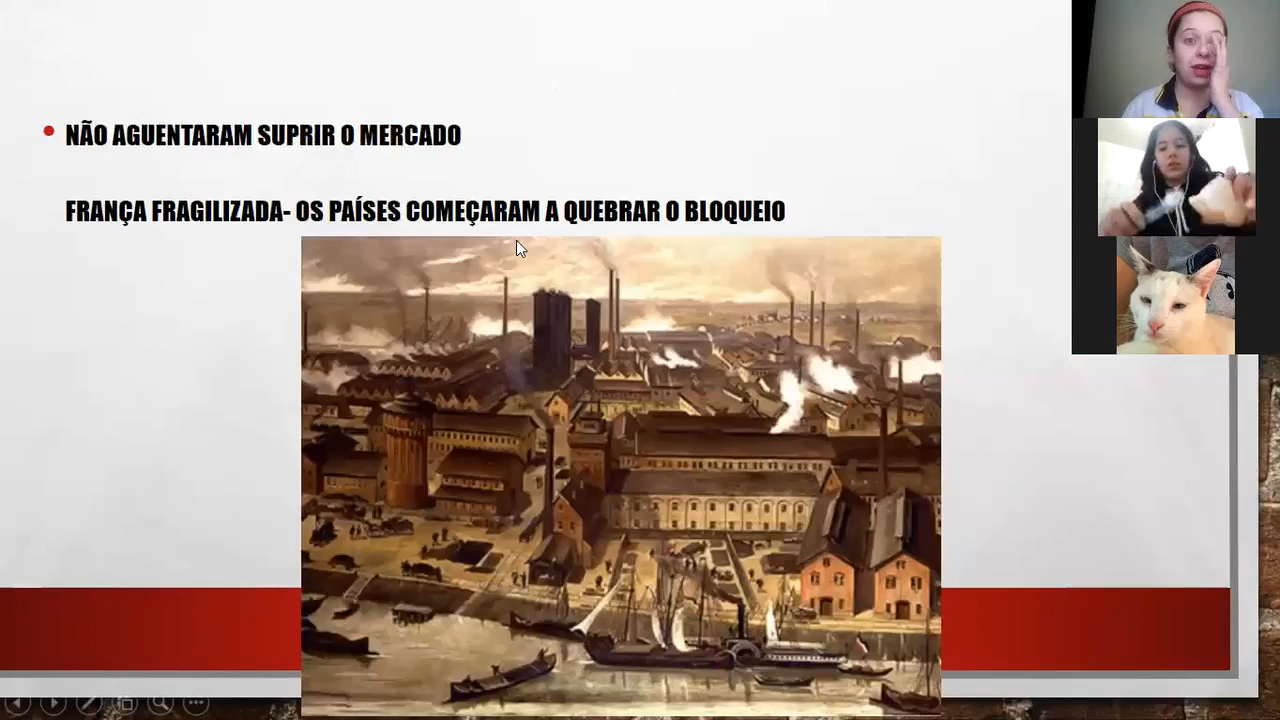 NÃO AGUENTARAM SUPRIR O MERCADO
FRANÇA FRAGILIZADA- OS PAÍSES COMEÇARAM A QUEBRAR O BLOQUEIO